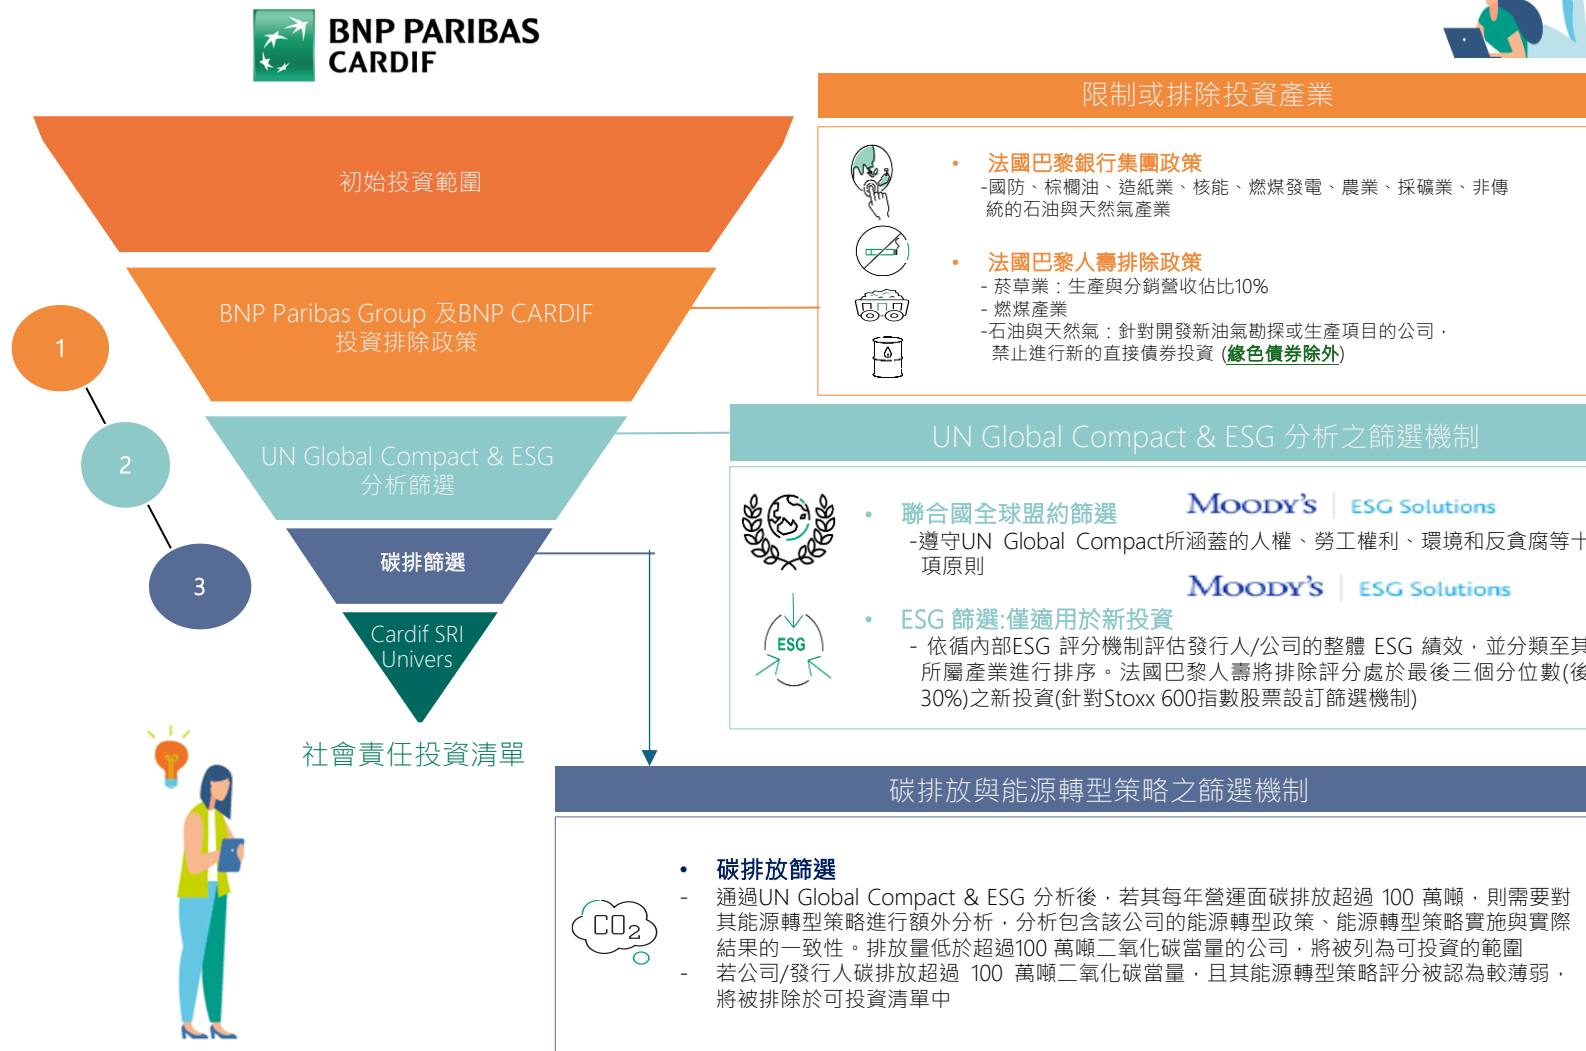 BNP PARIBAS
CARDIF
初始投資範圍
BNP Paribas Group 及BNP CARDIF
投資排除政策
UN Global Compact & ESG
分析篩選
碳排篩選
Cardif SRI
Univers
社會責任投資清單
1
2
3
限制或排除投資產業
• 法國巴黎銀行集團政策
-國防、棕櫚油、造紙業、核能、燃煤發電、農業、採礦業、非傳
統的石油與天然氣產業
• 法國巴黎人壽排除政策
- 菸草業：生產與分銷營收佔比10%
- 燃煤產業
-石油與天然氣：針對開發新油氣勘探或生產項目的公司，
禁止進行新的直接債券投資 (綠色債券除外)
UN Global Compact & ESG 分析之篩選機制
• 聯合國全球盟約篩選
MOODY'S ESG Solutions
-遵守UN Global Compact所涵蓋的人權、勞工權利、環境和反貪腐等十
項原則
MOODY'S ESG Solutions
ESG
• ESG 篩選:僅適用於新投資
- 依循內部ESG 評分機制評估發行人/公司的整體 ESG 績效，並分類至其
所屬產業進行排序。法國巴黎人壽將排除評分處於最後三個分位數(後
30%)之新投資(針對Stoxx 600指數股票設訂篩選機制)
碳排放與能源轉型策略之篩選機制
CO2
• 碳排放篩選
- 通過UN Global Compact & ESG 分析後，若其每年營運面碳排放超過 100 萬噸，則需要對
其能源轉型策略進行額外分析，分析包含該公司的能源轉型政策、能源轉型策略實施與實際
結果的一致性。排放量低於超過100 萬噸二氧化碳當量的公司，將被列為可投資的範圍
- 若公司/發行人碳排放超過 100 萬噸二氧化碳當量，且其能源轉型策略評分被認為較薄弱，
將被排除於可投資清單中